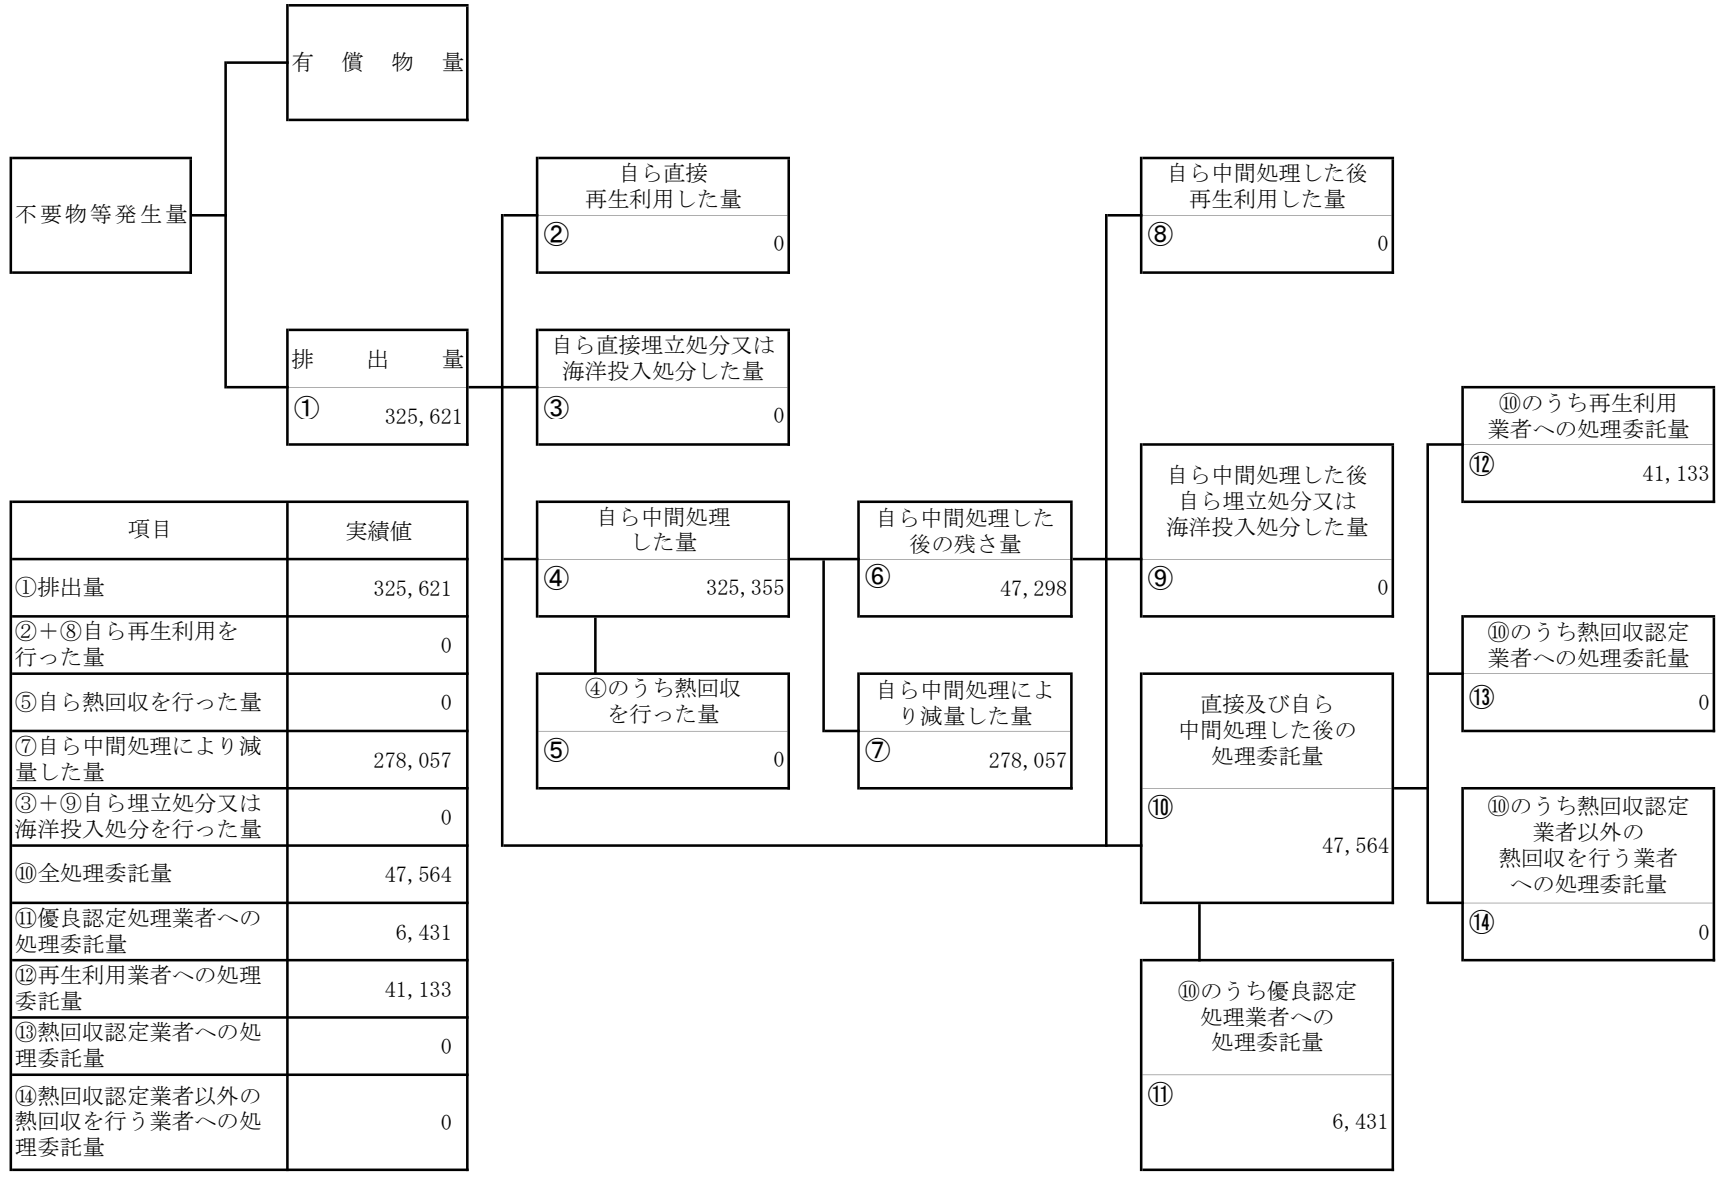 有償物量
不要物等発生量
排出量
① 325,621
自ら直接
再生利用した量
② 0
自ら直接埋立処分又は
海洋投入処分した量
③ 0
自ら中間処理
した量
④ 325,355
④のうち熱回収
を行った量
⑤ 0
自ら中間処理した
後の残さ量
⑥ 47,298
自ら中間処理によ
り減量した量
⑦ 278,057
自ら中間処理した後
再生利用した量
⑧ 0
自ら中間処理した後
自ら埋立処分又は
海洋投入処分した量
⑨ 0
直接及び自ら
中間処理した後の
処理委託量
⑩
47,564
⑩のうち優良認定
処理業者への
処理委託量
⑪
6,431
⑩のうち再生利用
業者への処理委託量
⑫ 41,133
⑩のうち熱回収認定
業者への処理委託量
⑬ 0
⑩のうち熱回収認定
業者以外の
熱回収を行う業者
への処理委託量
⑭ 0
項目 実績値
①排出量 325,621
②＋⑧自ら再生利用を
行った量 0
⑤自ら熱回収を行った量 0
⑦自ら中間処理により減
量した量 278,057
③＋⑨自ら埋立処分又は
海洋投入処分を行った量 0
⑩全処理委託量 47,564
⑪優良認定処理業者への
処理委託量 6,431
⑫再生利用業者への処理
委託量 41,133
⑬熱回収認定業者への処
理委託量 0
⑭熱回収認定業者以外の
熱回収を行う業者への処
理委託量 0